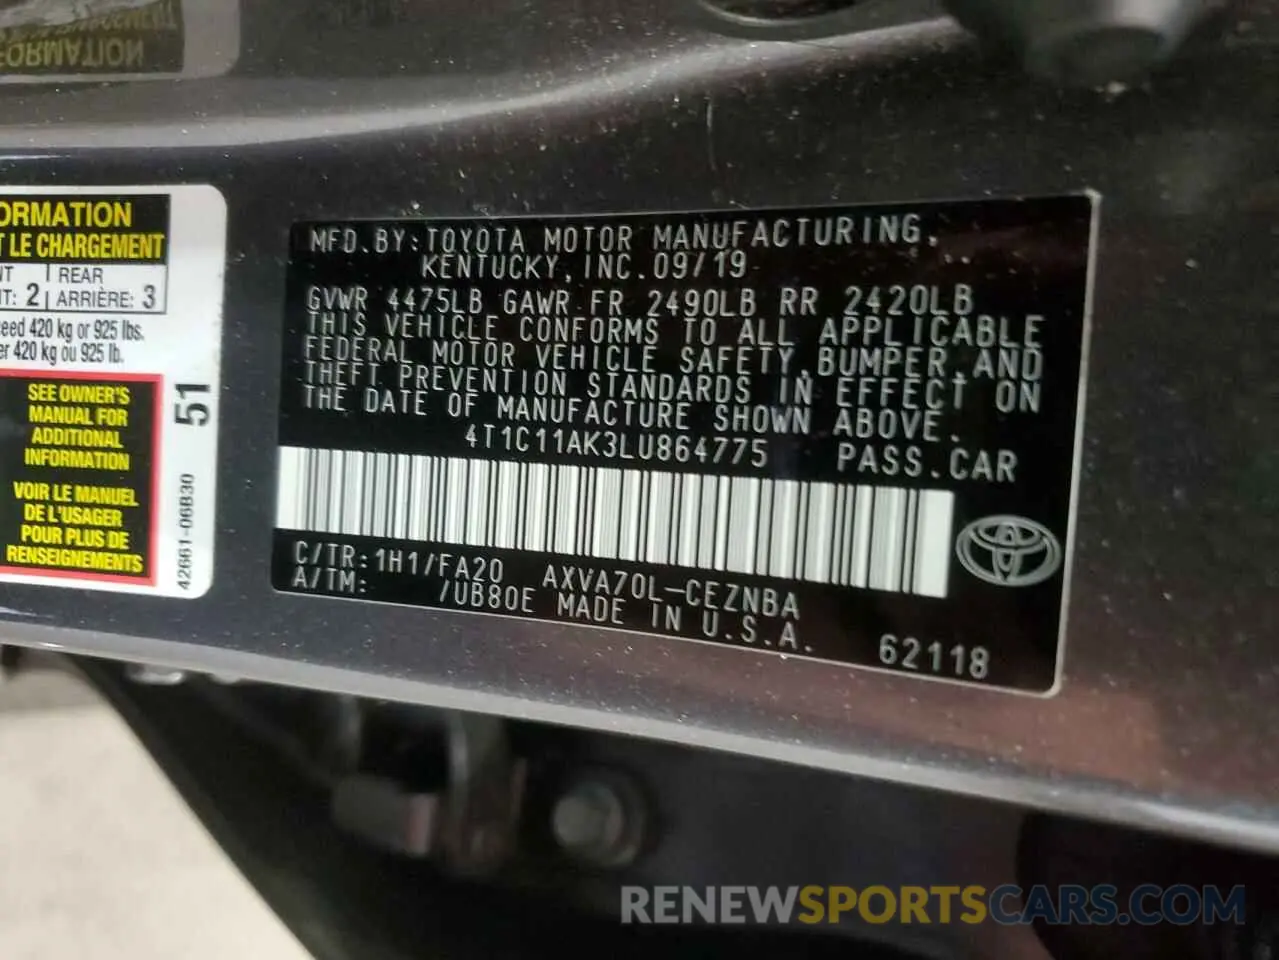 FORMATION
ORMATION
T LE CHARGEMENT
NT | REAR
T: 2 | ARRIÈRE: 3
eed 420 kg or 925 lbs.
er 420 kg ou 925 lb.
SEE OWNER'S
MANUAL FOR
ADDITIONAL
INFORMATION
VOIR LE MANUEL
DE L'USAGER
POUR PLUS DE
RENSEIGNEMENTS
51
42661-06B30
MFD.BY:TOYOTA MOTOR MANUFACTURING,
KENTUCKY,INC.09/19
GVWR 4475LB GAWR FR 2490LB RR 2420LB
THIS VEHICLE CONFORMS TO ALL APPLICABLE
FEDERAL MOTOR VEHICLE SAFETY,BUMPER,AND
THEFT PREVENTION STANDARDS IN EFFECT ON
THE DATE OF MANUFACTURE SHOWN ABOVE.
4T1C11AK3LU864775 PASS.CAR
C/TR:1H1/FA20 AXVA70L-CEZNBA
A/TM: /UB80E MADE IN U.S.A.
62118
RENEWSPORTSCARS.COM